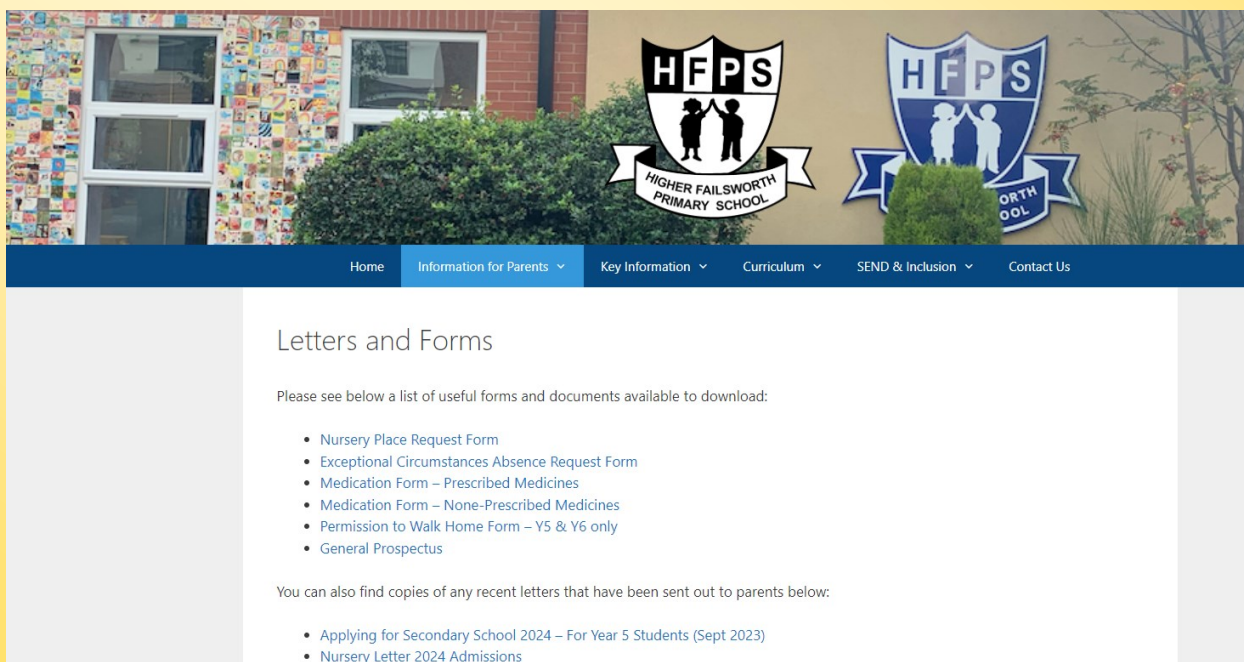 HFPS
HIGHER FAILSWORTH
PRIMARY SCHOOL
HFPS
ORTH
OOL
Home
Information for Parents
Key Information
Curriculum
SEND & Inclusion
Contact Us
Letters and Forms
Please see below a list of useful forms and documents available to download:
• Nursery Place Request Form
• Exceptional Circumstances Absence Request Form
• Medication Form – Prescribed Medicines
• Medication Form – None-Prescribed Medicines
• Permission to Walk Home Form – Y5 & Y6 only
• General Prospectus
You can also find copies of any recent letters that have been sent out to parents below:
• Applying for Secondary School 2024 – For Year 5 Students (Sept 2023)
• Nursery Letter 2024 Admissions